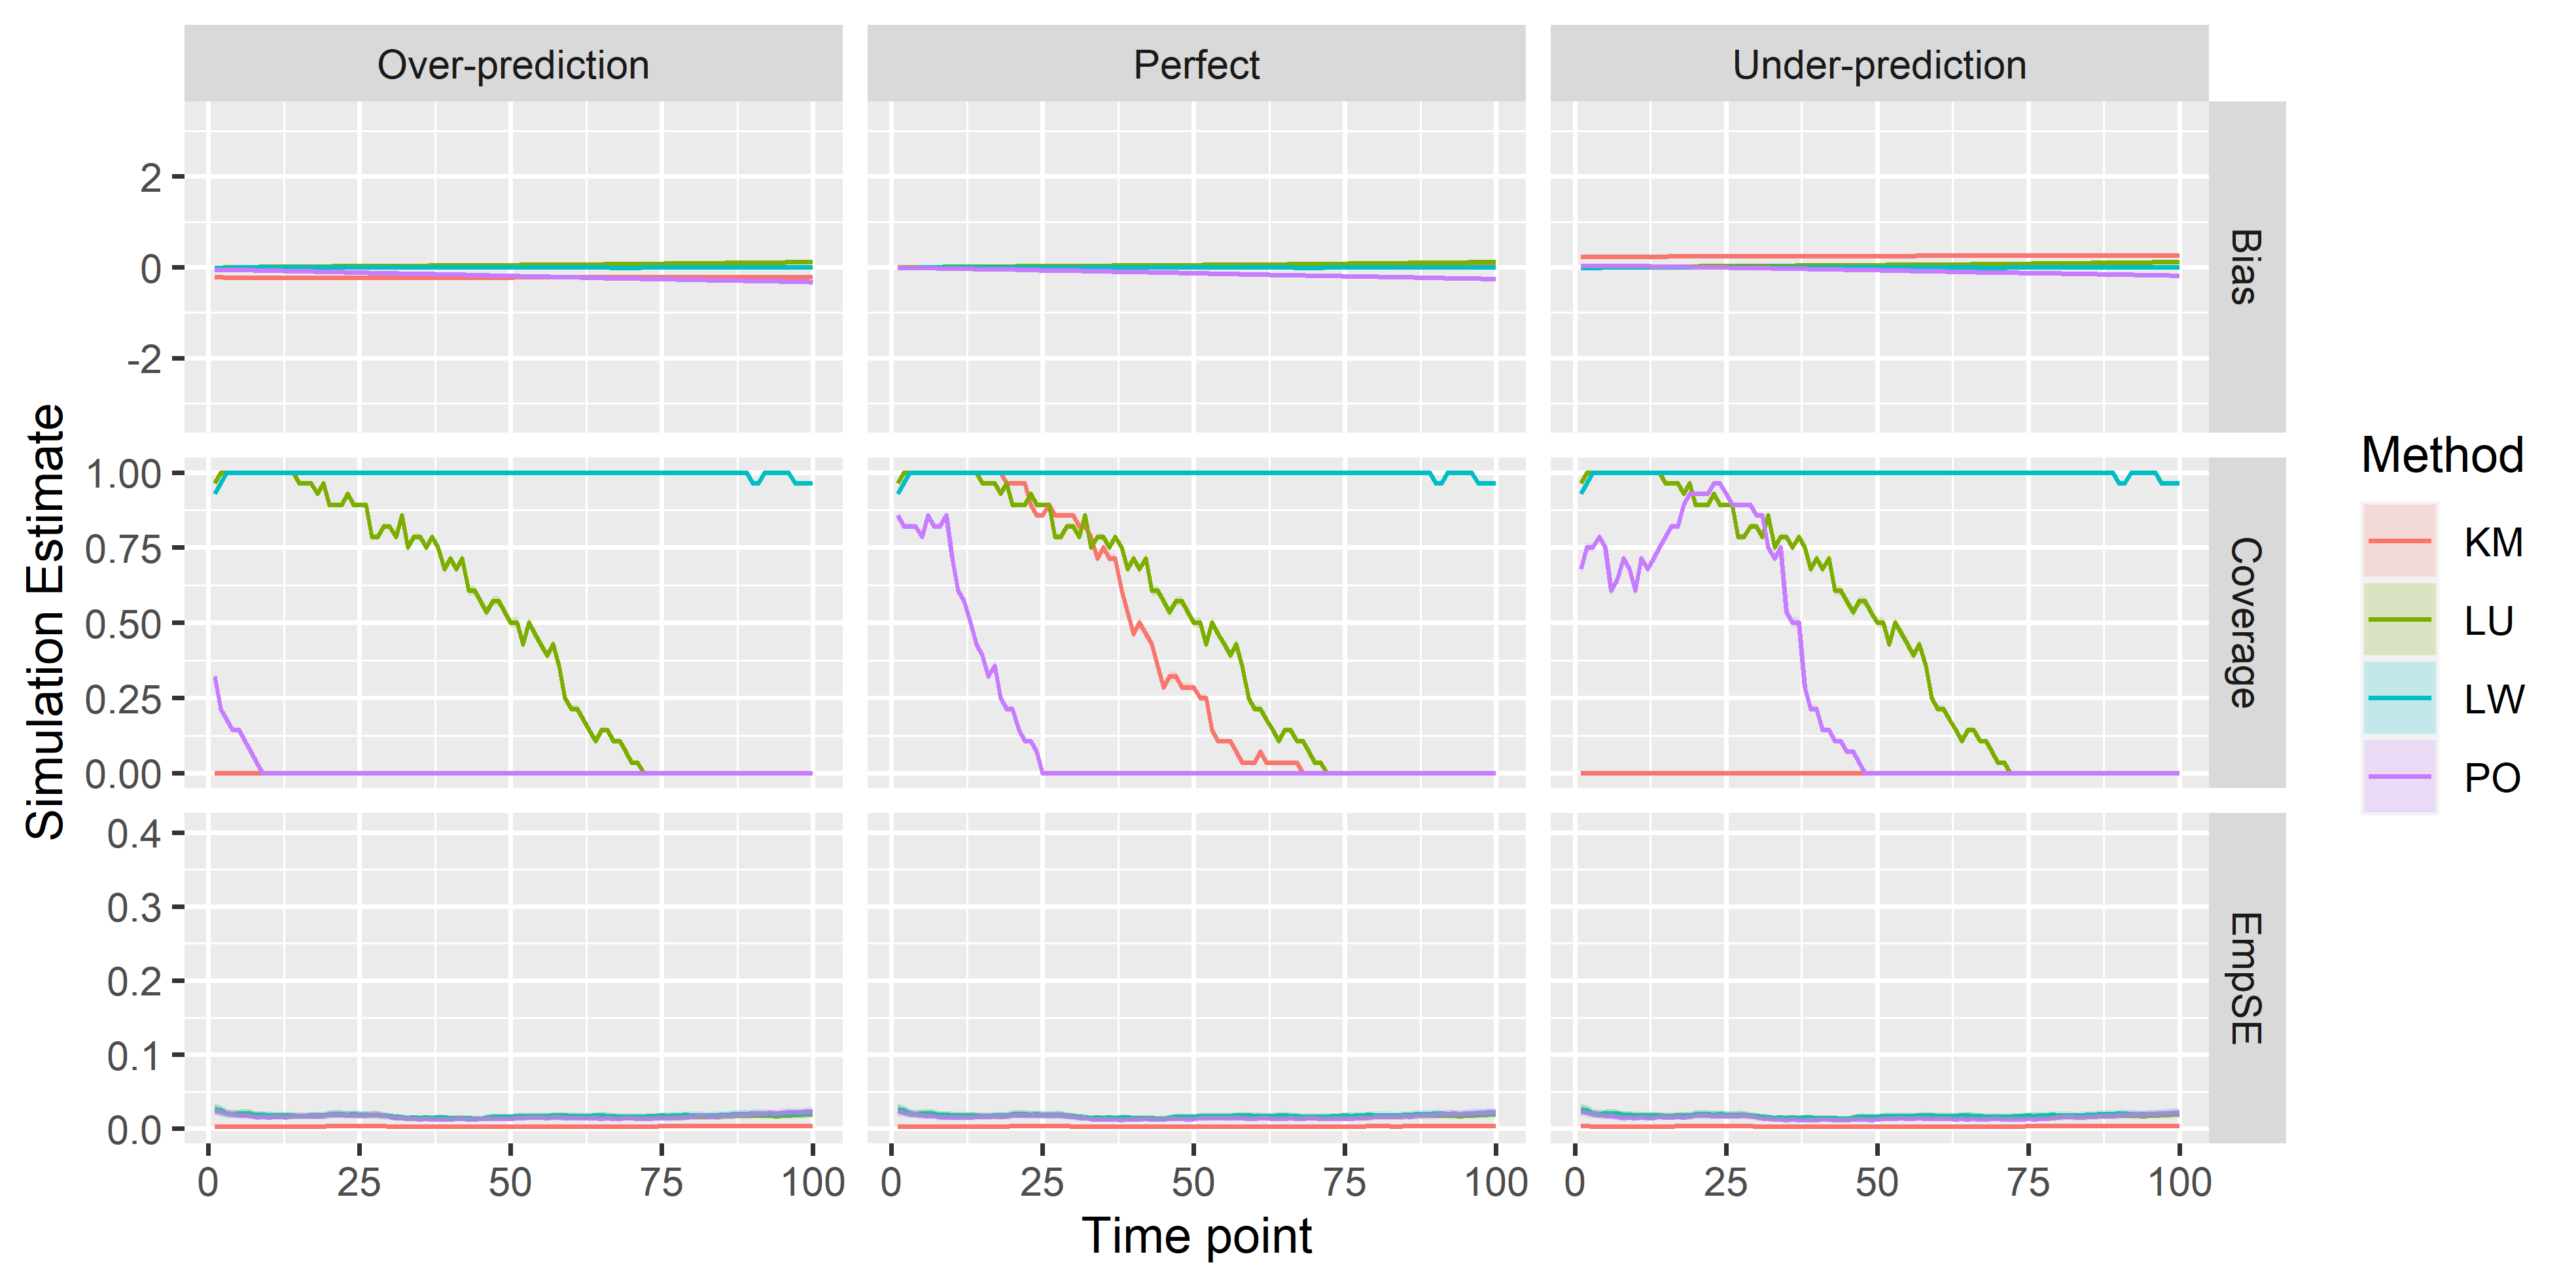 Over-prediction
Perfect
Under-prediction
2
0
-2
Bias
1.00
0.75
0.50
0.25
0.00
Coverage
0.4
0.3
0.2
0.1
0.0
EmpSE
0 25 50 75 100
0 25 50 75 100
0 25 50 75 100
Time point
Simulation Estimate
Method
KM
LU
LW
PO